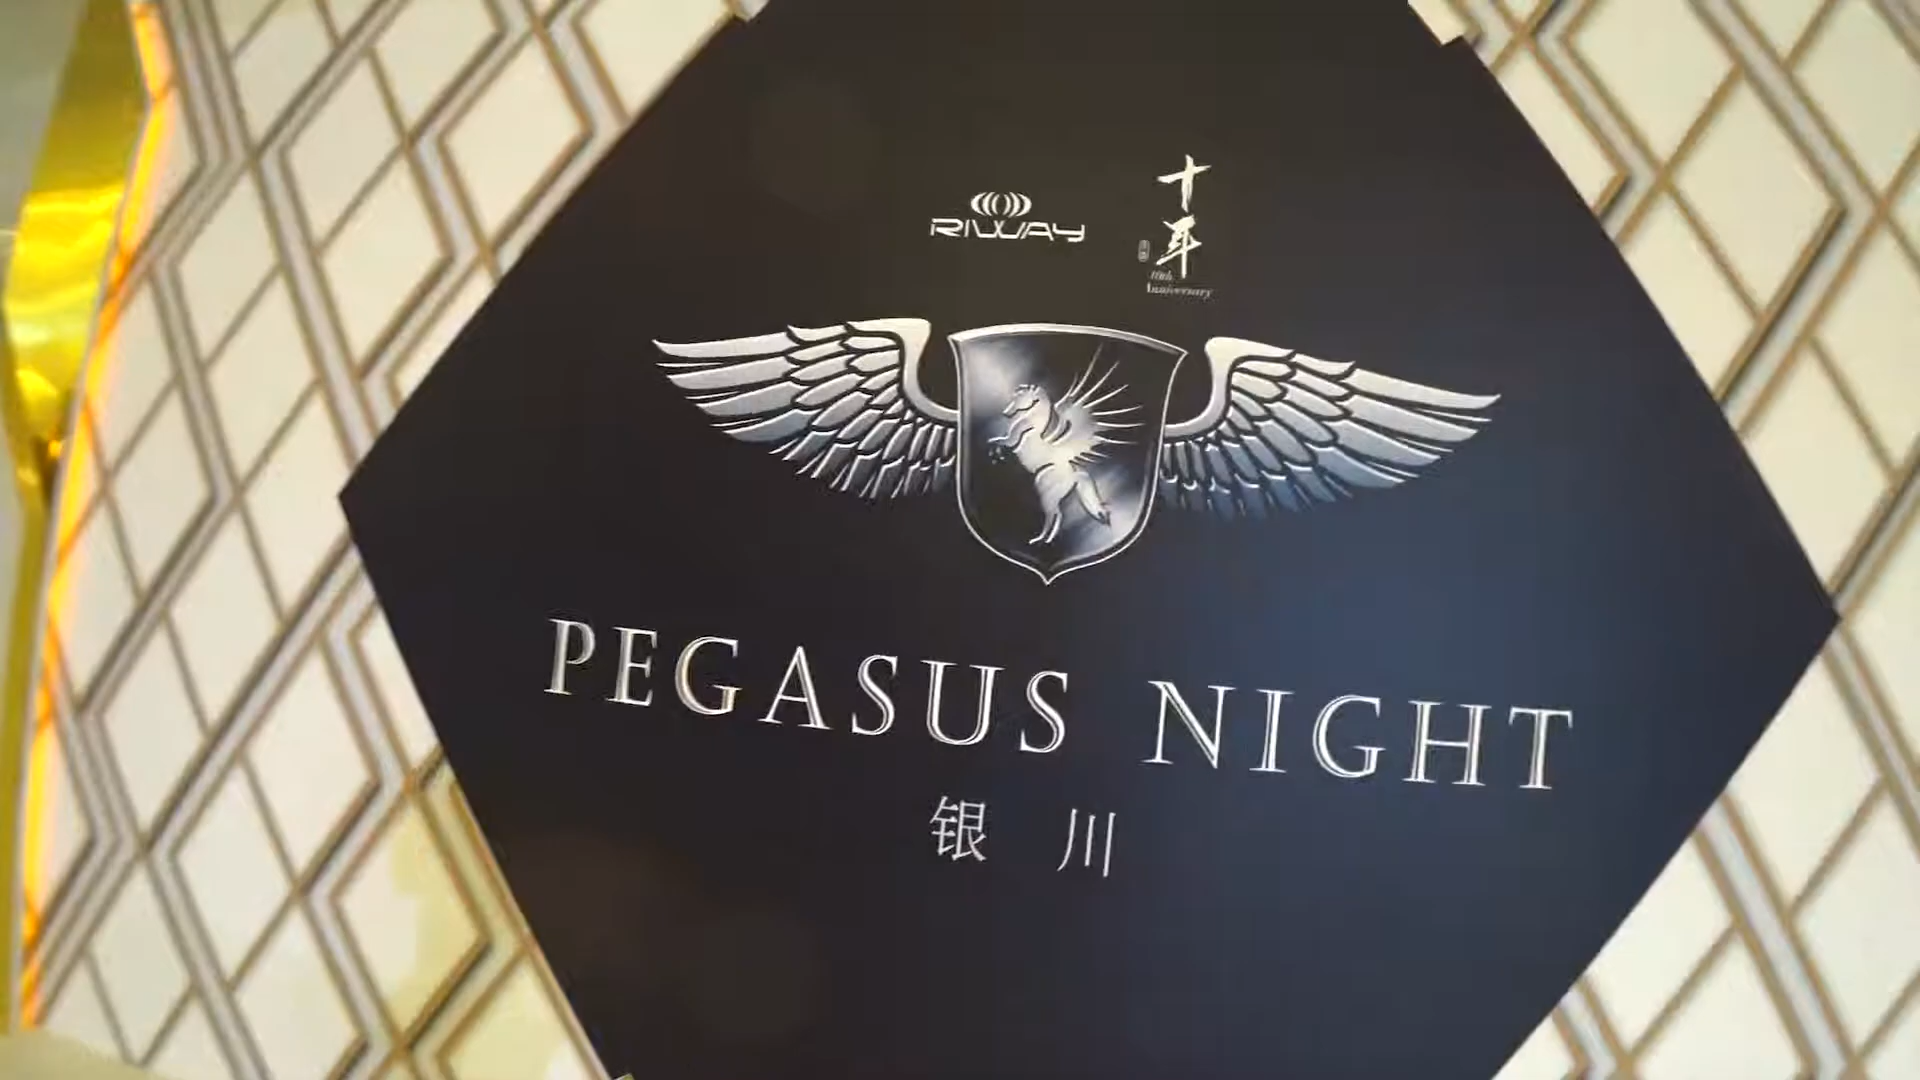 RIWAY
十年
10th
Anniversary
PEGASUS NIGHT
银川